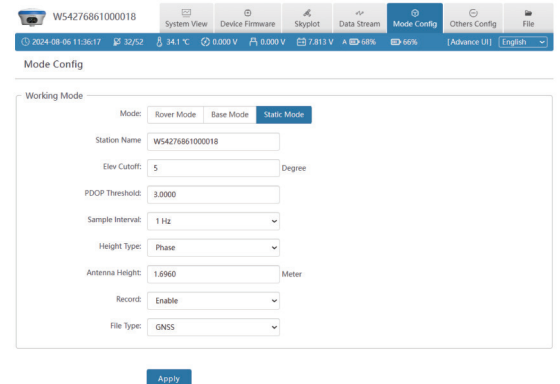 W54276861000018
System View
Device Firmware
Skyplot
Data Stream
Mode Config
Others Config
File
2024-08-06 11:36:17 32/52 34.1 ℃ 0.000 V 0.000 V 7.813 V A 68% 66% [Advance UI] English
Mode Config
Working Mode
Mode: Rover Mode Base Mode Static Mode
Station Name W54276861000018
Elev Cutoff: 5 Degree
PDOP Threshold: 3.0000
Sample Interval: 1 Hz
Height Type: Phase
Antenna Height: 1.6960 Meter
Record: Enable
File Type: GNSS
Apply